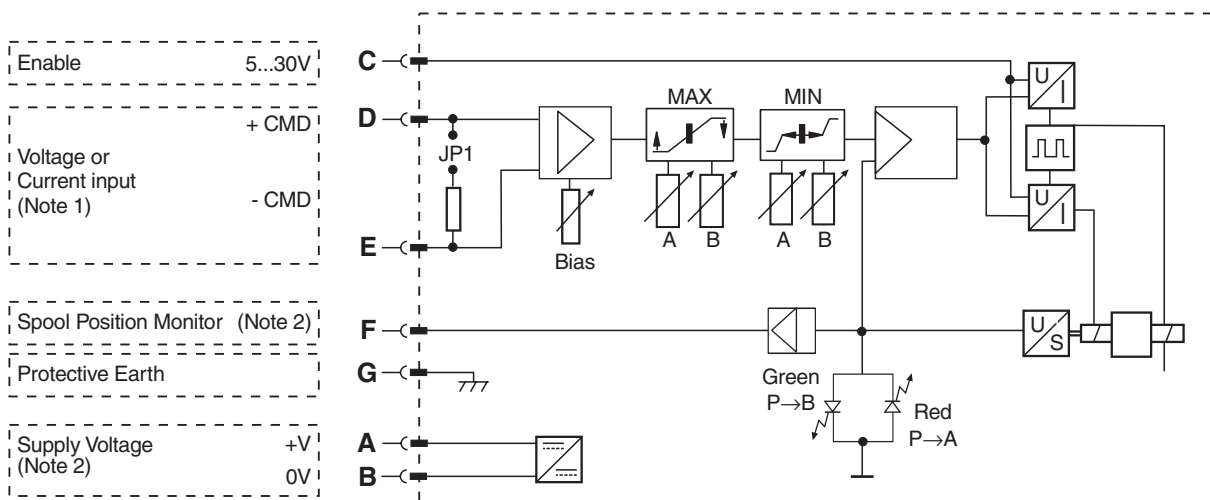 Enable 5...30V
C
U
I
+ CMD
D
MAX
MIN
JP1
Voltage or
Current input
(Note 1)
- CMD
U
I
A B
A B
E
Bias
Spool Position Monitor (Note 2)
F
U
S
Protective Earth
G
Green
P→B
Red
P→A
Supply Voltage +V
(Note 2)
A
0V
B